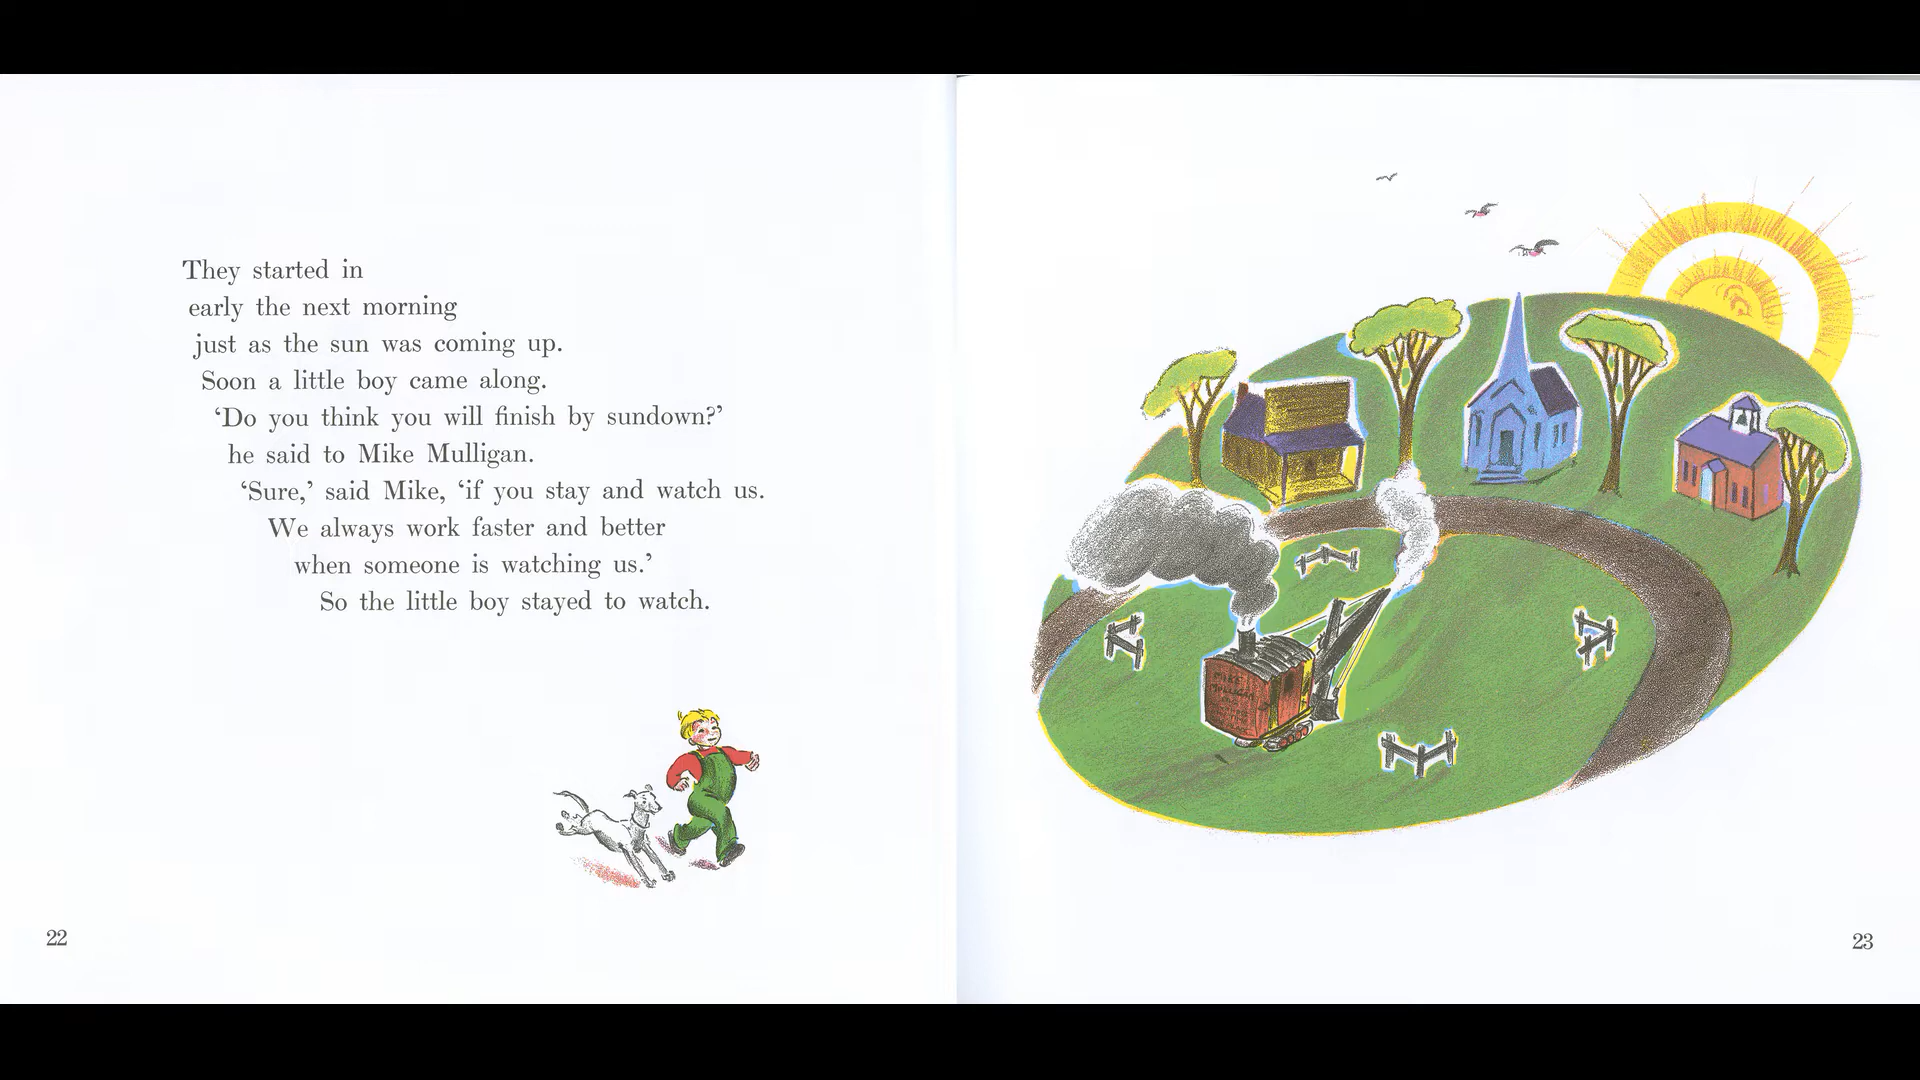 They started in
early the next morning
just as the sun was coming up.
Soon a little boy came along.
‘Do you think you will finish by sundown?’
he said to Mike Mulligan.
‘Sure,’ said Mike, ‘if you stay and watch us.
We always work faster and better
when someone is watching us.’
So the little boy stayed to watch.
22
MIKE
MULLIGAN
23